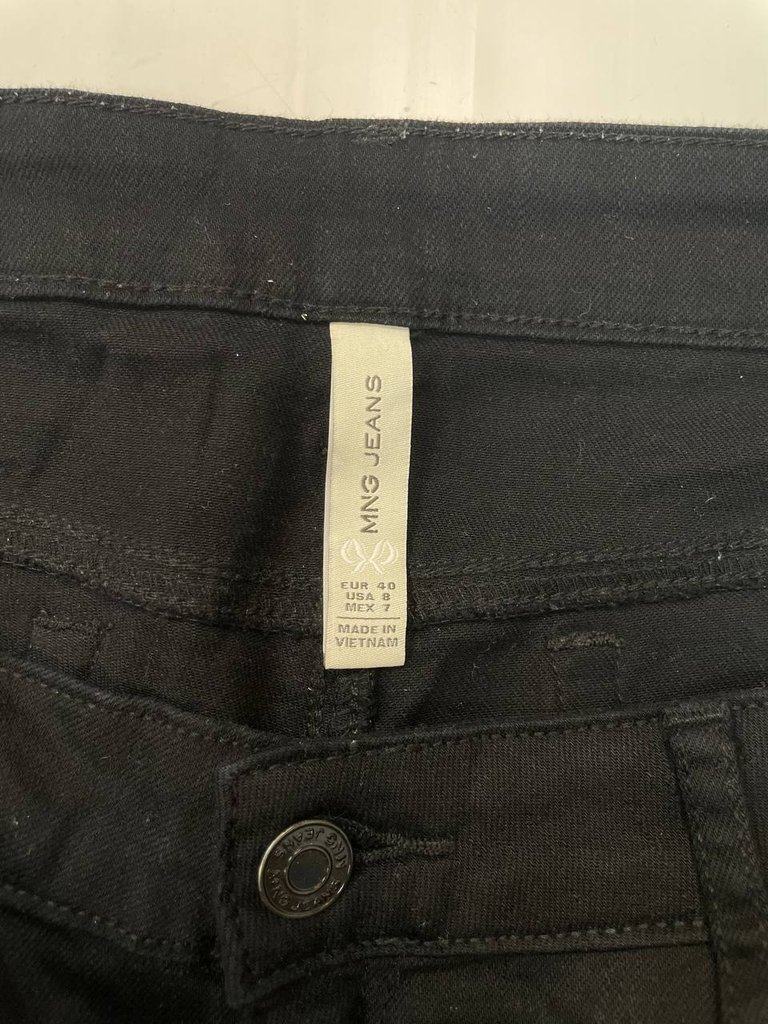 MNG JEANS
EUR 40
USA 8
MEX 7
MADE IN
VIETNAM
MNG JEANS